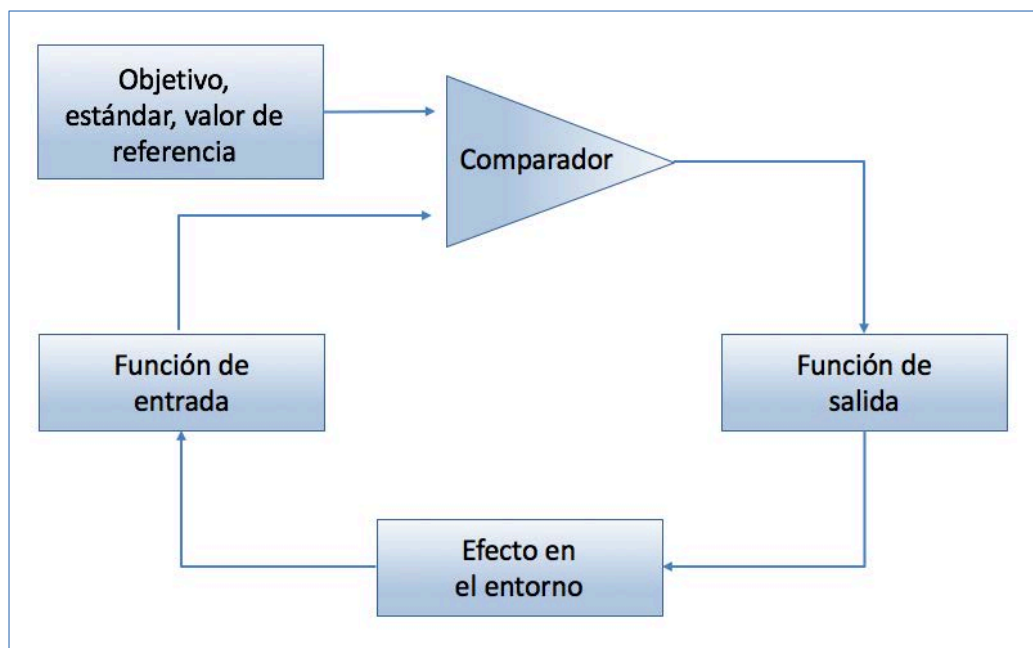 Objetivo,
estándar, valor de
referencia
Comparador
Función de
entrada
Función de
salida
Efecto en
el entorno